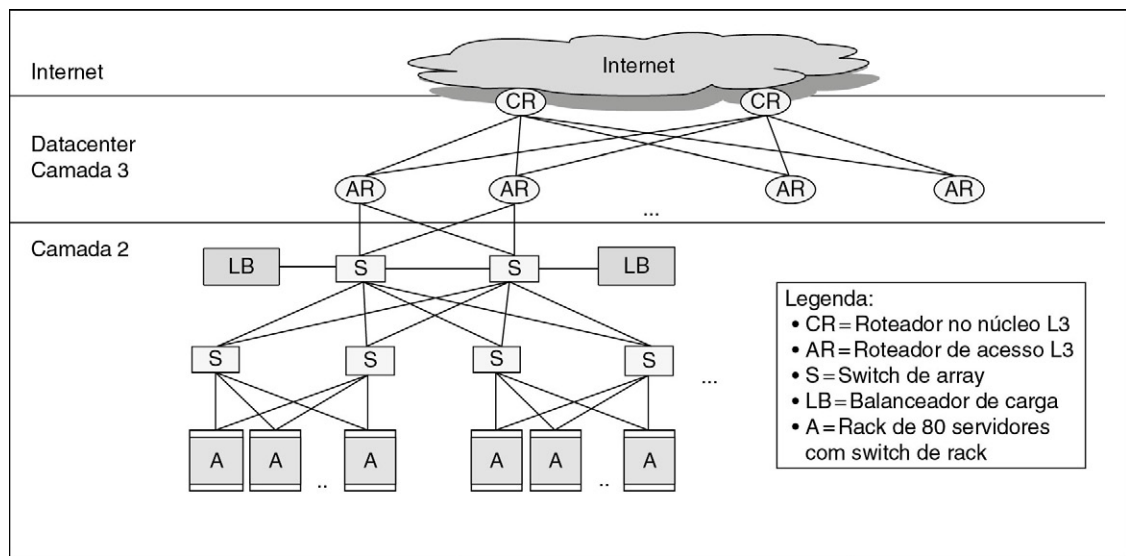 Internet
Internet
CR
CR
Datacenter
Camada 3
AR
AR
AR
AR
...
Camada 2
LB
S
S
LB
S
S
S
S
...
A
A
..
A
A
A
..
A
Legenda:
• CR=Roteador no núcleo L3
• AR=Roteador de acesso L3
• S=Switch de array
• LB=Balanceador de carga
• A=Rack de 80 servidores
com switch de rack